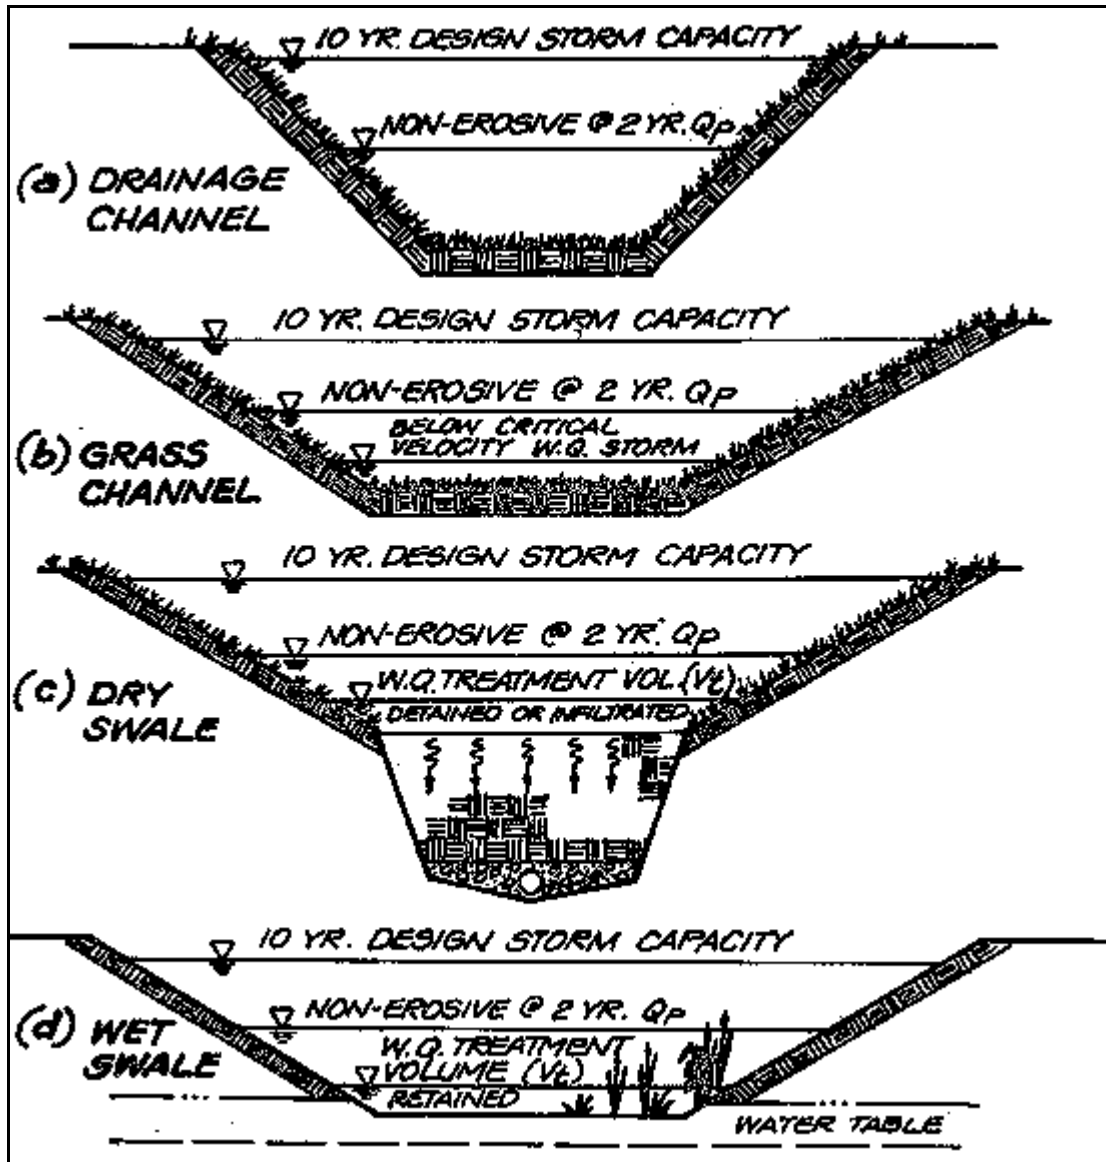 10 YR. DESIGN STORM CAPACITY
NON-EROSIVE @ 2 YR. QP
(a) DRAINAGE
CHANNEL
10 YR. DESIGN STORM CAPACITY
NON-EROSIVE @ 2 YR. QP
BELOW CRITICAL
VELOCITY W.Q. STORM
(b) GRASS
CHANNEL
10 YR. DESIGN STORM CAPACITY
NON-EROSIVE @ 2 YR. QP
W.Q. TREATMENT VOL. (Vt)
DETAINED OR INFILTRATED
(c) DRY
SWALE
10 YR. DESIGN STORM CAPACITY
NON-EROSIVE @ 2 YR. QP
(d) WET
SWALE
W.Q. TREATMENT
VOLUME (Vt)
RETAINED
WATER TABLE